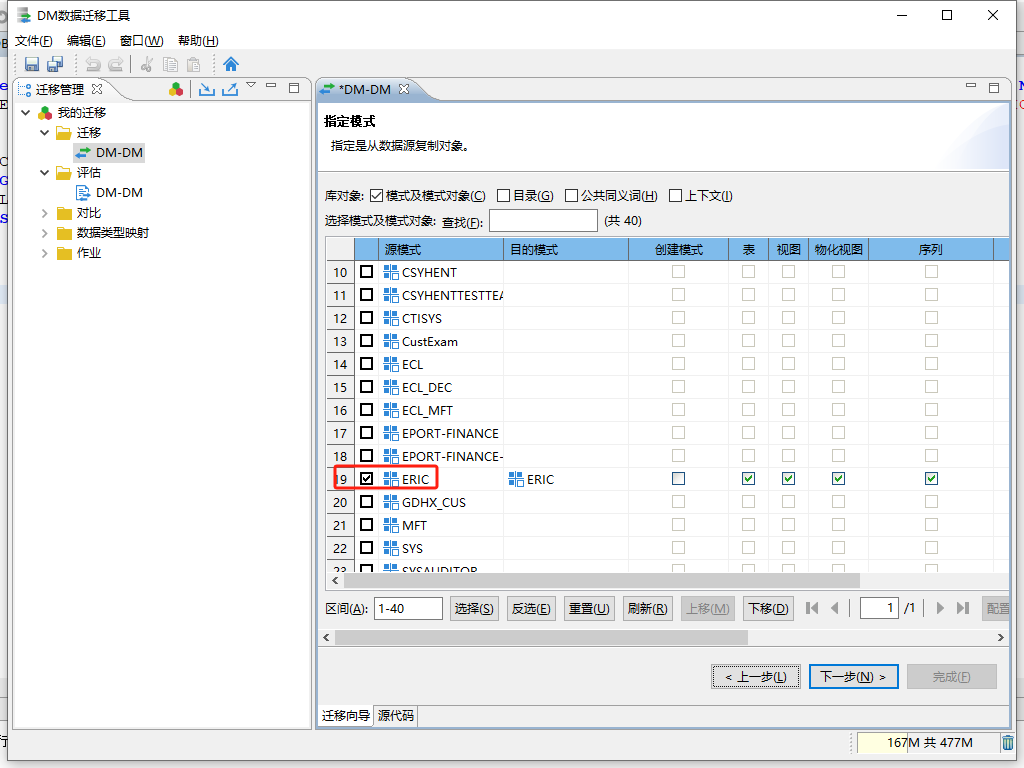 DM数据迁移工具
文件(F) 编辑(E) 窗口(W) 帮助(H)
迁移管理
我的迁移
迁移
DM-DM
评估
DM-DM
对比
数据类型映射
作业
*DM-DM
指定模式
指定是从数据源复制对象。
库对象: 模式及模式对象(C) 目录(G) 公共同义词(H) 上下文(I)
选择模式及模式对象: 查找(F): (共 40)
源模式 目的模式 创建模式 表 视图 物化视图 序列
10 CSYHENT
11 CSYHENTTESTTEA
12 CTISYS
13 CustExam
14 ECL
15 ECL_DEC
16 ECL_MFT
17 EPORT-FINANCE
18 EPORT-FINANCE-
19 ERIC ERIC
20 GDHX_CUS
21 MFT
22 SYS
23 SYSAUDITOR
区间(A): 1-40 选择(S) 反选(E) 重置(U) 刷新(R) 上移(M) 下移(D) 1 /1 配置
< 上一步(L) 下一步(N) > 完成(F)
迁移向导 源代码
167M 共 477M